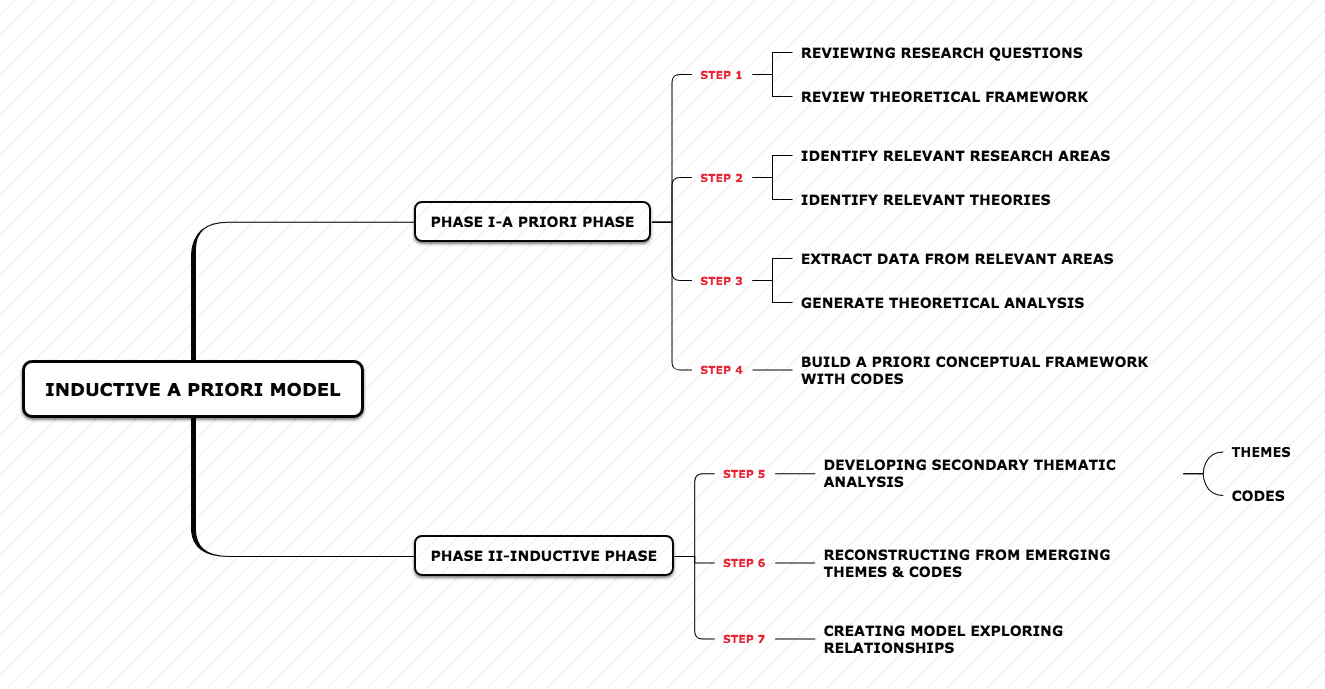 INDUCTIVE A PRIORI MODEL
PHASE I-A PRIORI PHASE
STEP 1
REVIEWING RESEARCH QUESTIONS
REVIEW THEORETICAL FRAMEWORK
STEP 2
IDENTIFY RELEVANT RESEARCH AREAS
IDENTIFY RELEVANT THEORIES
STEP 3
EXTRACT DATA FROM RELEVANT AREAS
GENERATE THEORETICAL ANALYSIS
STEP 4
BUILD A PRIORI CONCEPTUAL FRAMEWORK
WITH CODES
PHASE II-INDUCTIVE PHASE
STEP 5
DEVELOPING SECONDARY THEMATIC
ANALYSIS
THEMES
CODES
STEP 6
RECONSTRUCTING FROM EMERGING
THEMES & CODES
STEP 7
CREATING MODEL EXPLORING
RELATIONSHIPS